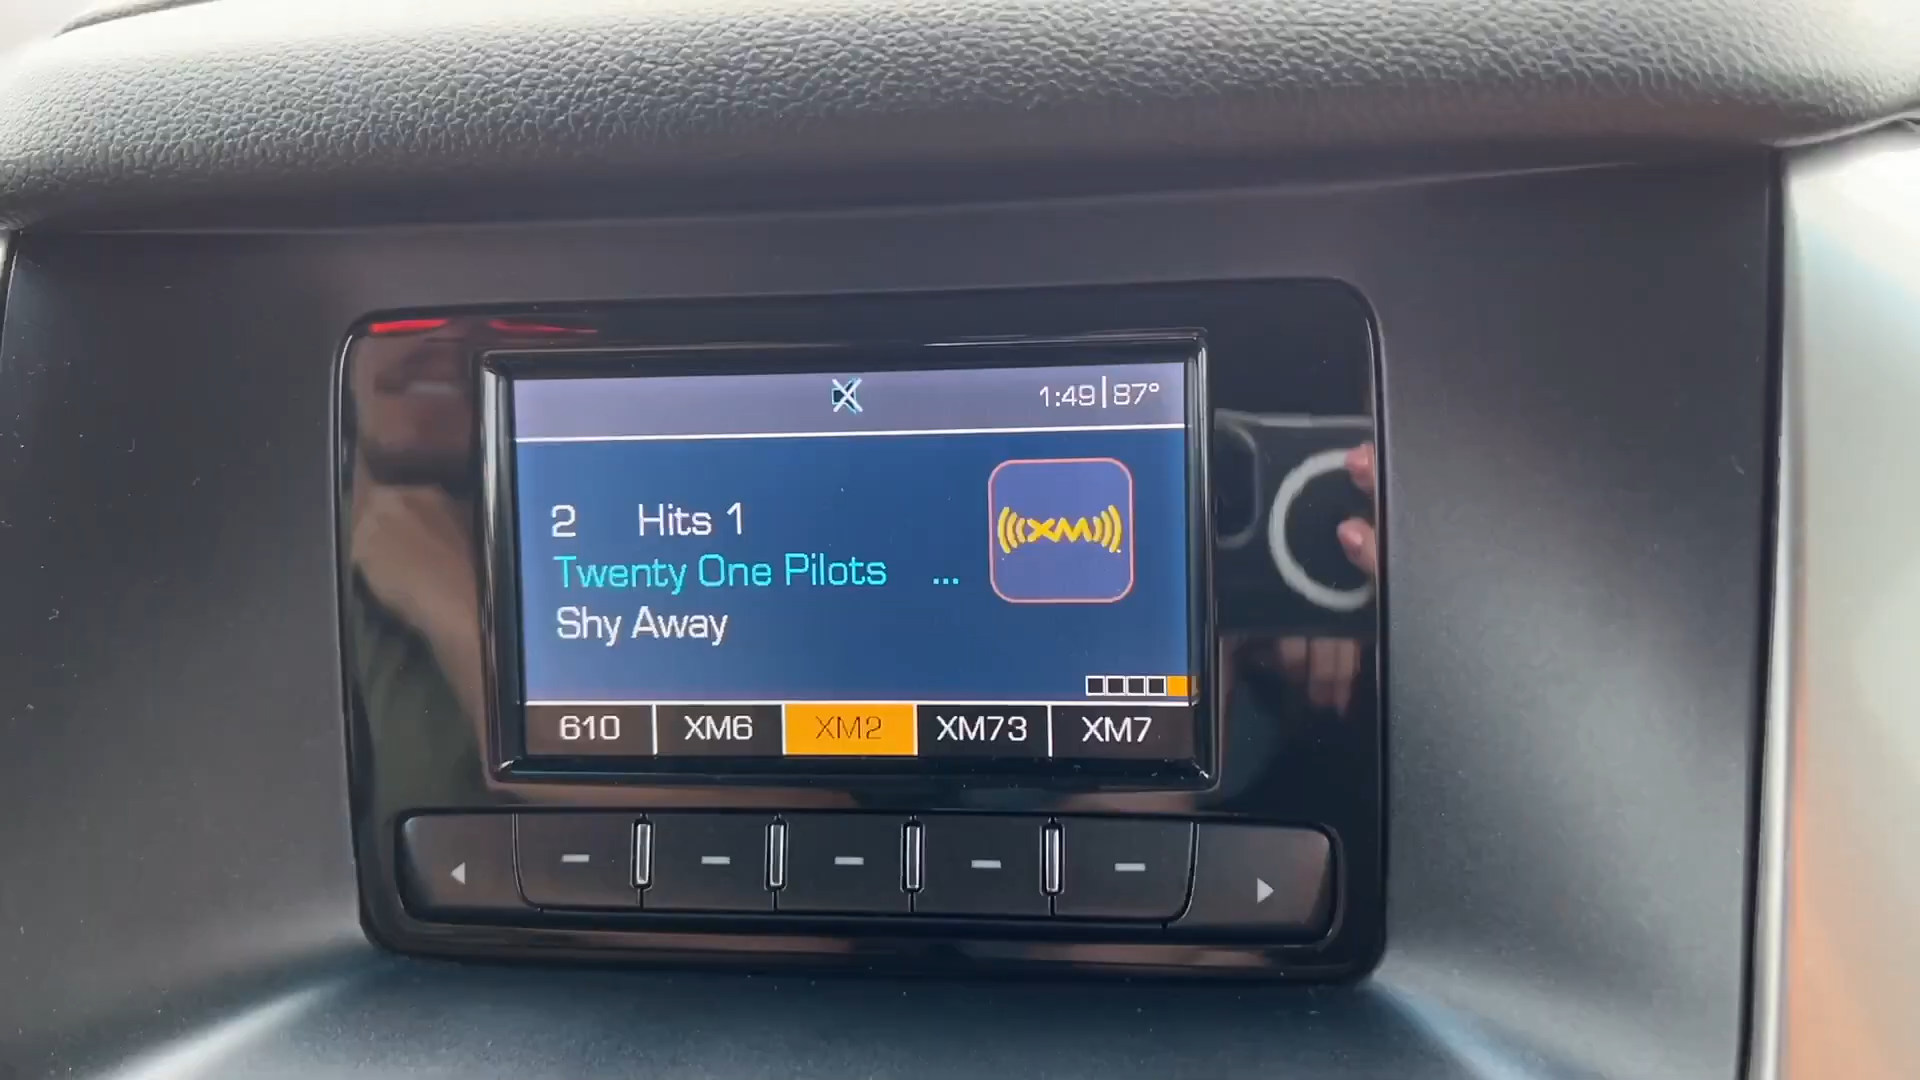 1:49 87°
2 Hits 1
Twenty One Pilots ...
Shy Away
((( XM )))
610 XM6 XM2 XM73 XM7